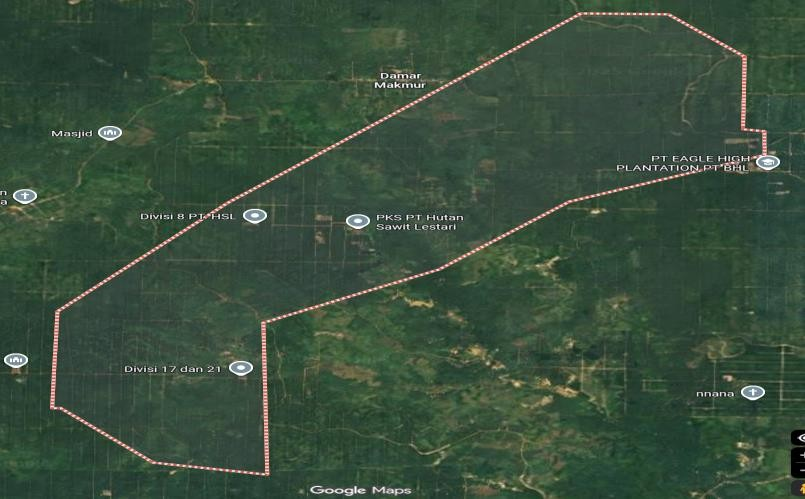 Damar
Makmur
Masjid
PT EAGLE HIGH
PLANTATION PT BHL
n
a
Divisi 8 PT HSL
PKS PT Hutan
Sawit Lestari
Divisi 17 dan 21
nnana
Google Maps